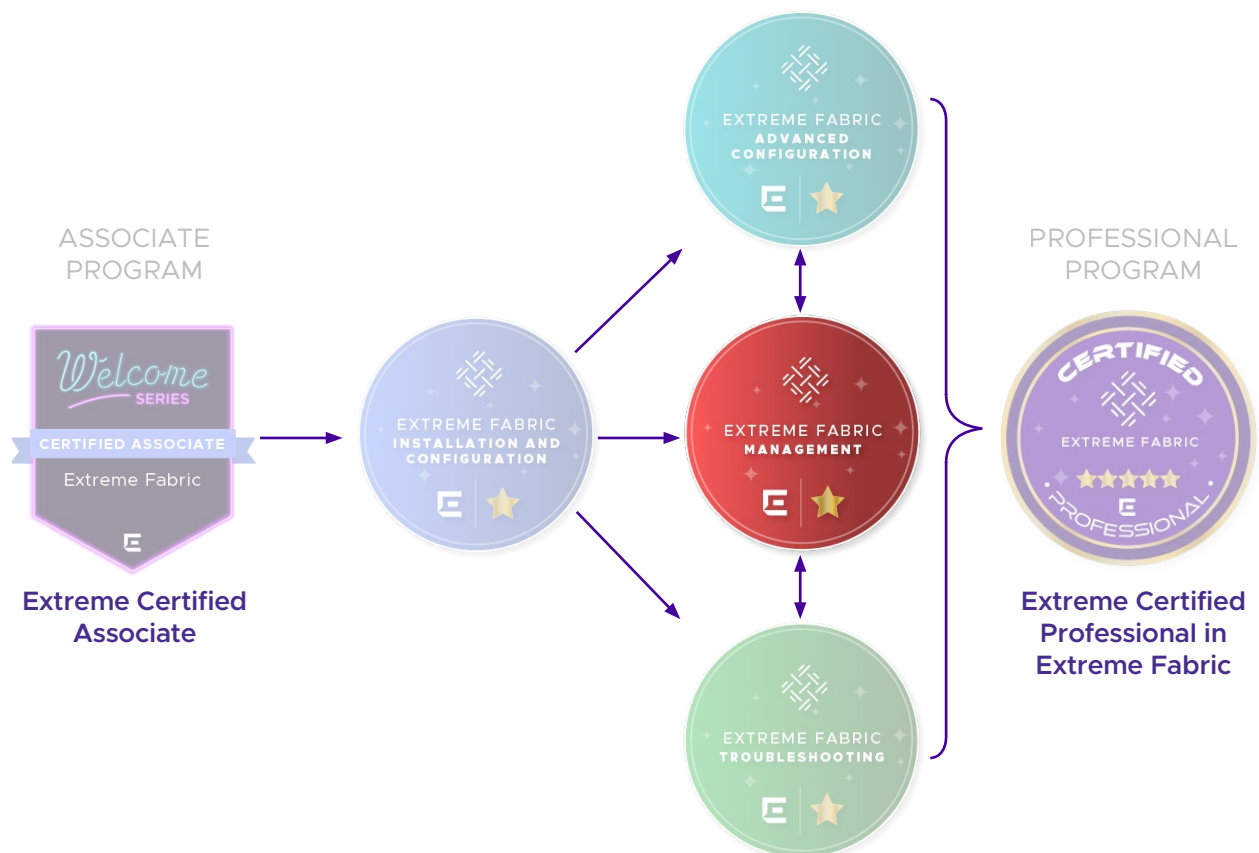 ASSOCIATE
PROGRAM
Welcome
SERIES
CERTIFIED ASSOCIATE
Extreme Fabric
Extreme Certified
Associate
EXTREME FABRIC
INSTALLATION AND
CONFIGURATION
EXTREME FABRIC
ADVANCED
CONFIGURATION
EXTREME FABRIC
MANAGEMENT
EXTREME FABRIC
TROUBLESHOOTING
PROFESSIONAL
PROGRAM
CERTIFIED
EXTREME FABRIC
PROFESSIONAL
Extreme Certified
Professional in
Extreme Fabric